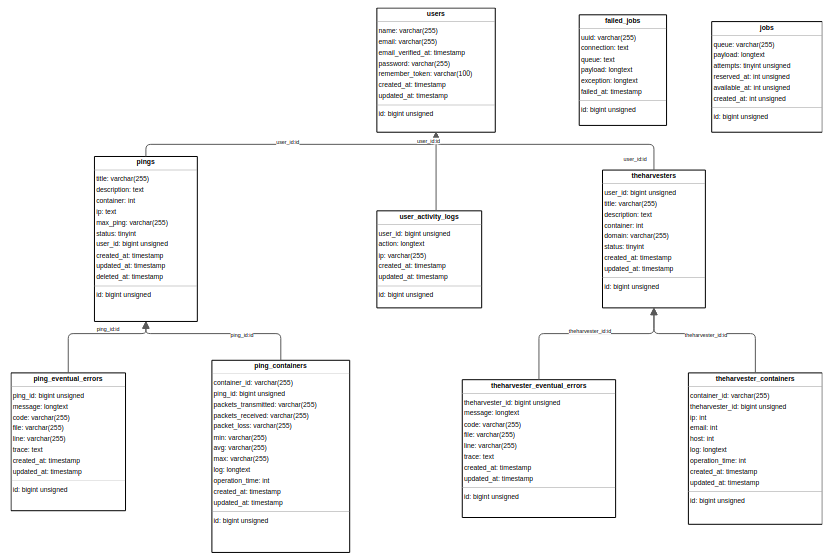 users
name: varchar(255)
email: varchar(255)
email_verified_at: timestamp
password: varchar(255)
remember_token: varchar(100)
created_at: timestamp
updated_at: timestamp
id: bigint unsigned
failed_jobs
uuid: varchar(255)
connection: text
queue: text
payload: longtext
exception: longtext
failed_at: timestamp
id: bigint unsigned
jobs
queue: varchar(255)
payload: longtext
attempts: tinyint unsigned
reserved_at: int unsigned
available_at: int unsigned
created_at: int unsigned
id: bigint unsigned
user_id:id
user_id:id
user_id:id
pings
title: varchar(255)
description: text
container: int
ip: text
max_ping: varchar(255)
status: tinyint
user_id: bigint unsigned
created_at: timestamp
updated_at: timestamp
deleted_at: timestamp
id: bigint unsigned
user_activity_logs
user_id: bigint unsigned
action: longtext
ip: varchar(255)
created_at: timestamp
updated_at: timestamp
id: bigint unsigned
theharvesters
user_id: bigint unsigned
title: varchar(255)
description: text
container: int
domain: varchar(255)
status: tinyint
created_at: timestamp
updated_at: timestamp
id: bigint unsigned
ping_id:id
ping_id:id
theharvester_id:id
theharvester_id:id
ping_eventual_errors
ping_id: bigint unsigned
message: longtext
code: varchar(255)
file: varchar(255)
line: varchar(255)
trace: text
created_at: timestamp
updated_at: timestamp
id: bigint unsigned
ping_containers
container_id: varchar(255)
ping_id: bigint unsigned
packets_transmitted: varchar(255)
packets_received: varchar(255)
packet_loss: varchar(255)
min: varchar(255)
avg: varchar(255)
max: varchar(255)
log: longtext
operation_time: int
created_at: timestamp
updated_at: timestamp
id: bigint unsigned
theharvester_eventual_errors
theharvester_id: bigint unsigned
message: longtext
code: varchar(255)
file: varchar(255)
line: varchar(255)
trace: text
created_at: timestamp
updated_at: timestamp
id: bigint unsigned
theharvester_containers
container_id: varchar(255)
theharvester_id: bigint unsigned
ip: int
email: int
host: int
log: longtext
operation_time: int
created_at: timestamp
updated_at: timestamp
id: bigint unsigned